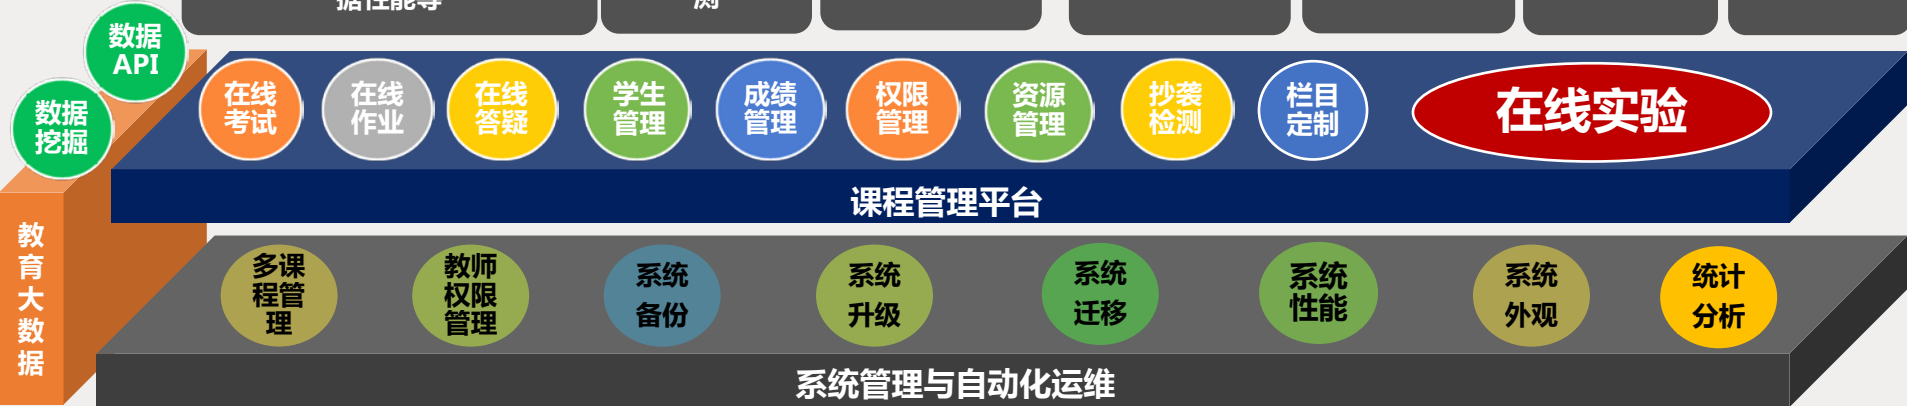 据性能等
测
数据
API
数据
挖掘
在线
考试
在线
作业
在线
答疑
学生
管理
成绩
管理
权限
管理
资源
管理
抄袭
检测
栏目
定制
在线实验
课程管理平台
教
育
大
数
据
多课
程管
理
教师
权限
管理
系统
备份
系统
升级
系统
迁移
系统
性能
系统
外观
统计
分析
系统管理与自动化运维